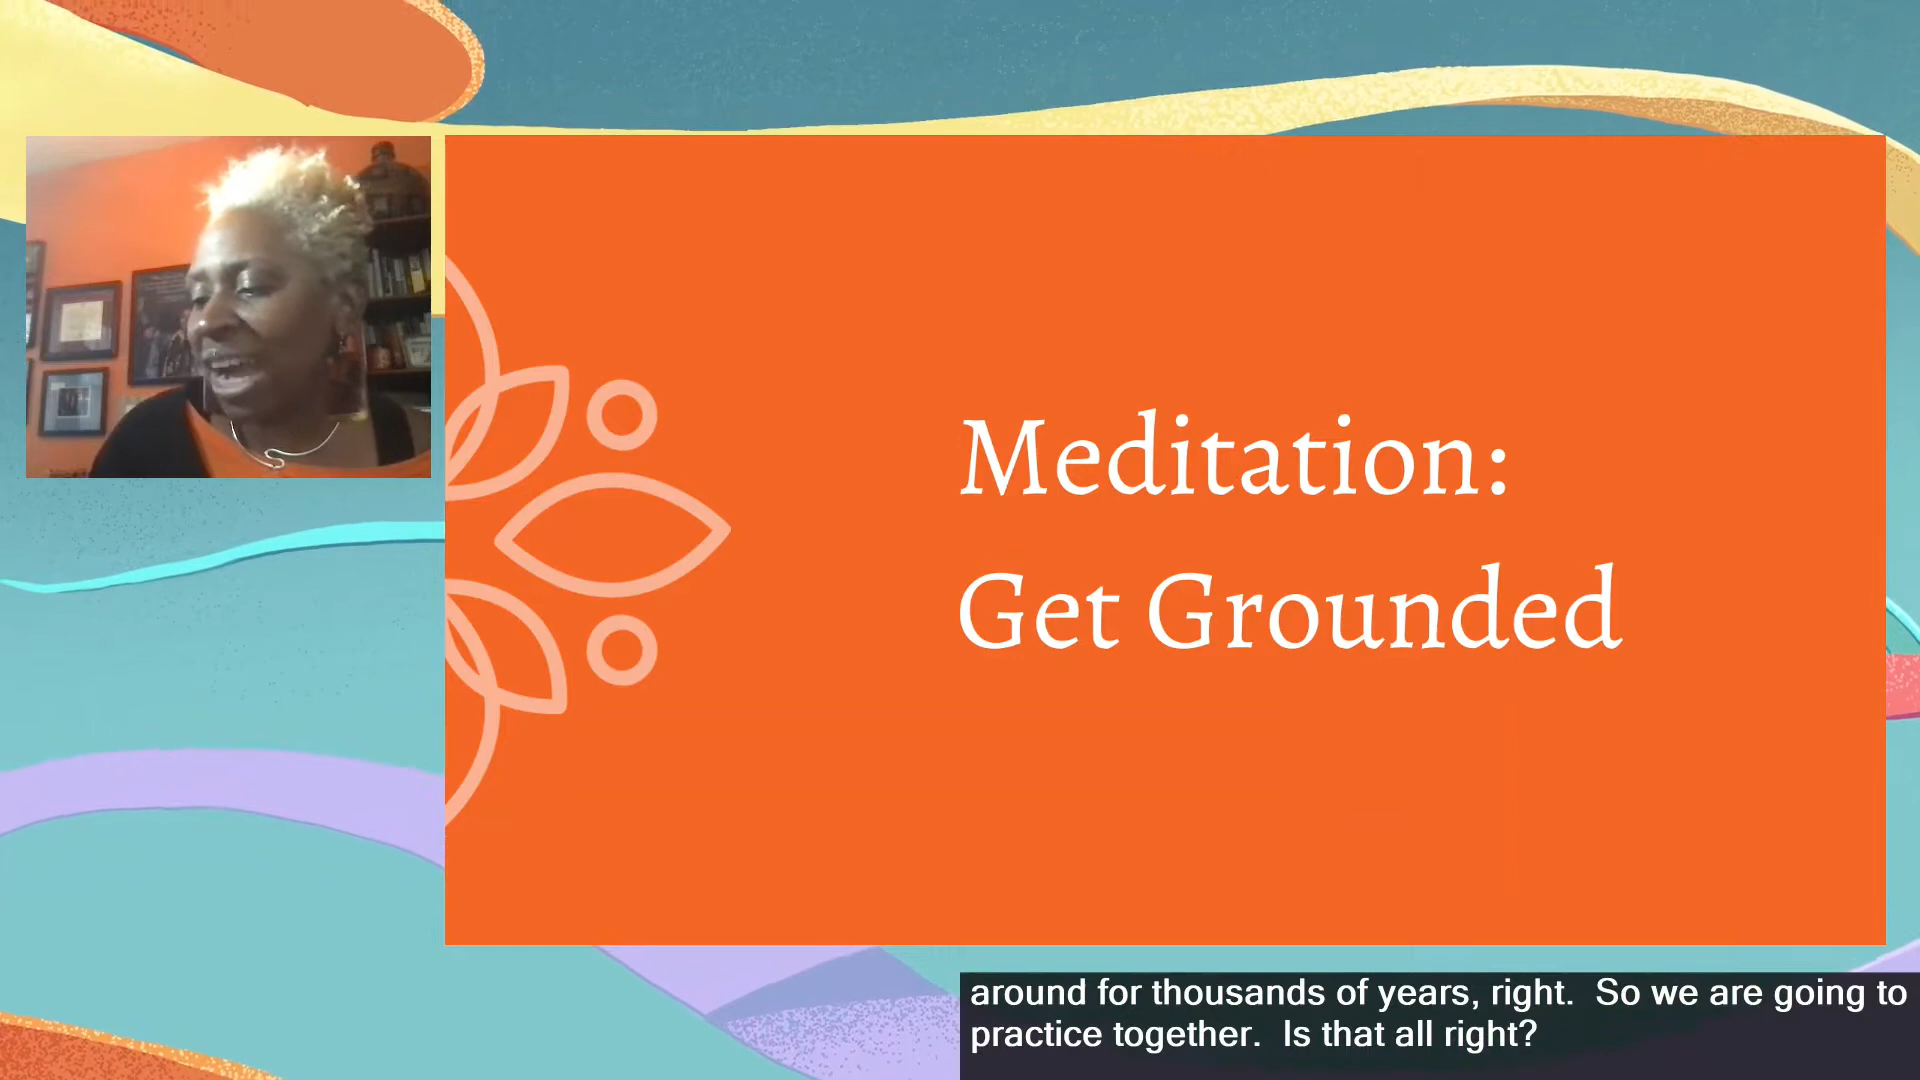 Meditation:
Get Grounded
around for thousands of years, right.  So we are going to
practice together.  Is that all right?